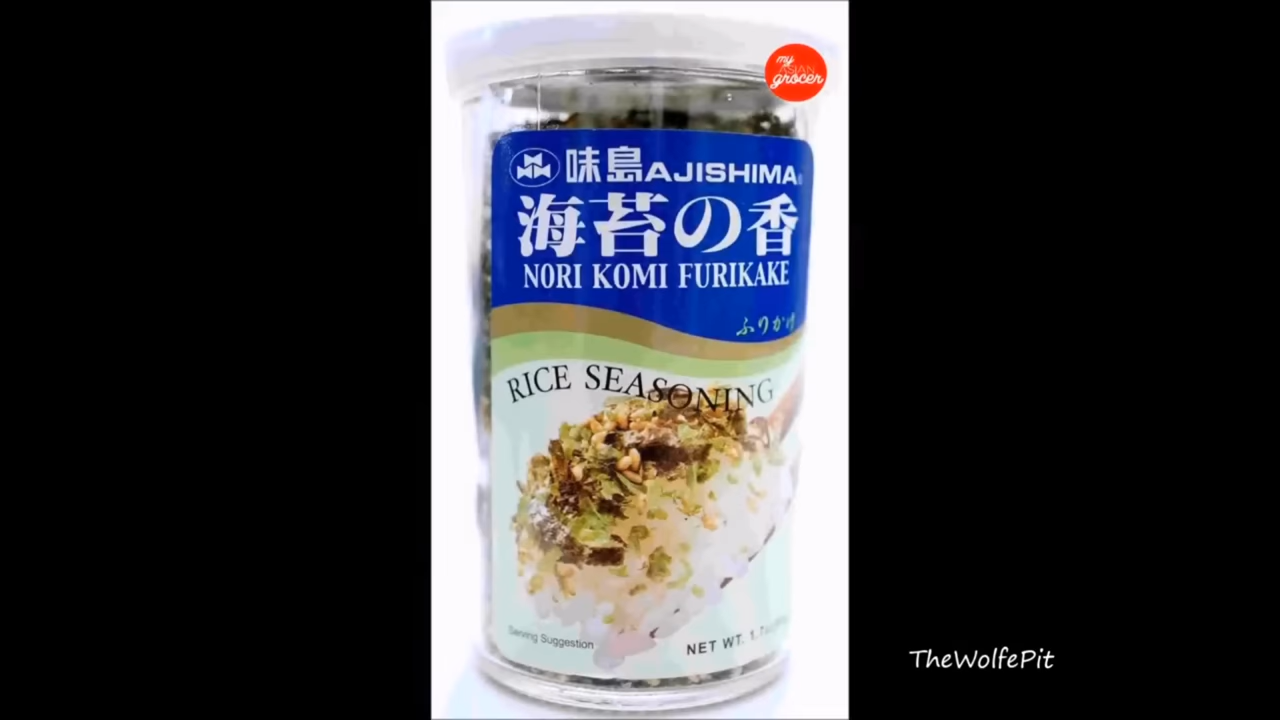 my
ASIAN
grocer
味島AJISHIMA
海苔の香
NORI KOMI FURIKAKE
ふりかけ
RICE SEASONING
Serving Suggestion
NET WT. 1.7
TheWolfePit